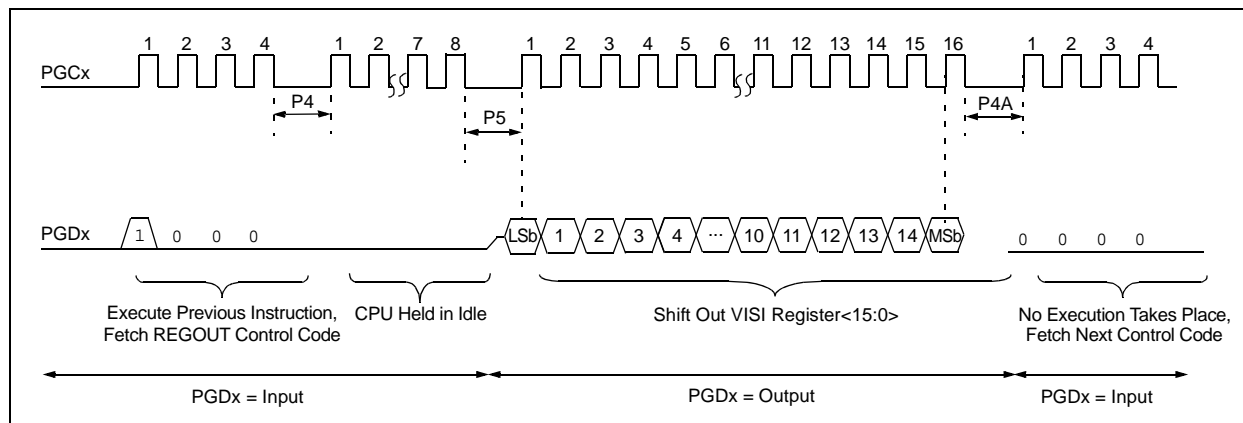 1 2 3 4 1 2 7 8 1 2 3 4 5 6 11 12 13 14 15 16 1 2 3 4
PGCx
P4 P5 P4A
PGDx 1 0 0 0 LSb 1 2 3 4 ... 10 11 12 13 14 MSb 0 0 0 0
Execute Previous Instruction, CPU Held in Idle Shift Out VISI Register<15:0> No Execution Takes Place,
Fetch REGOUT Control Code Fetch Next Control Code
PGDx = Input PGDx = Output PGDx = Input